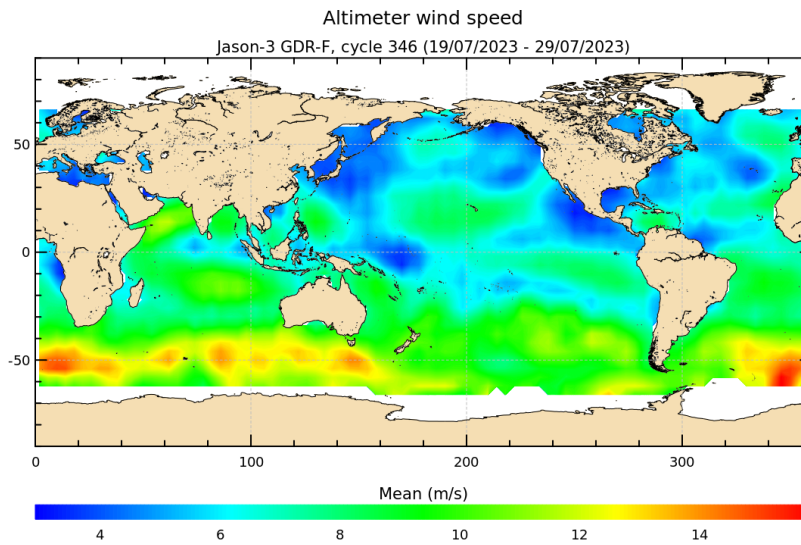 Altimeter wind speed
Jason-3 GDR-F, cycle 346 (19/07/2023 - 29/07/2023)
50
0
-50
0 100 200 300
Mean (m/s)
4 6 8 10 12 14